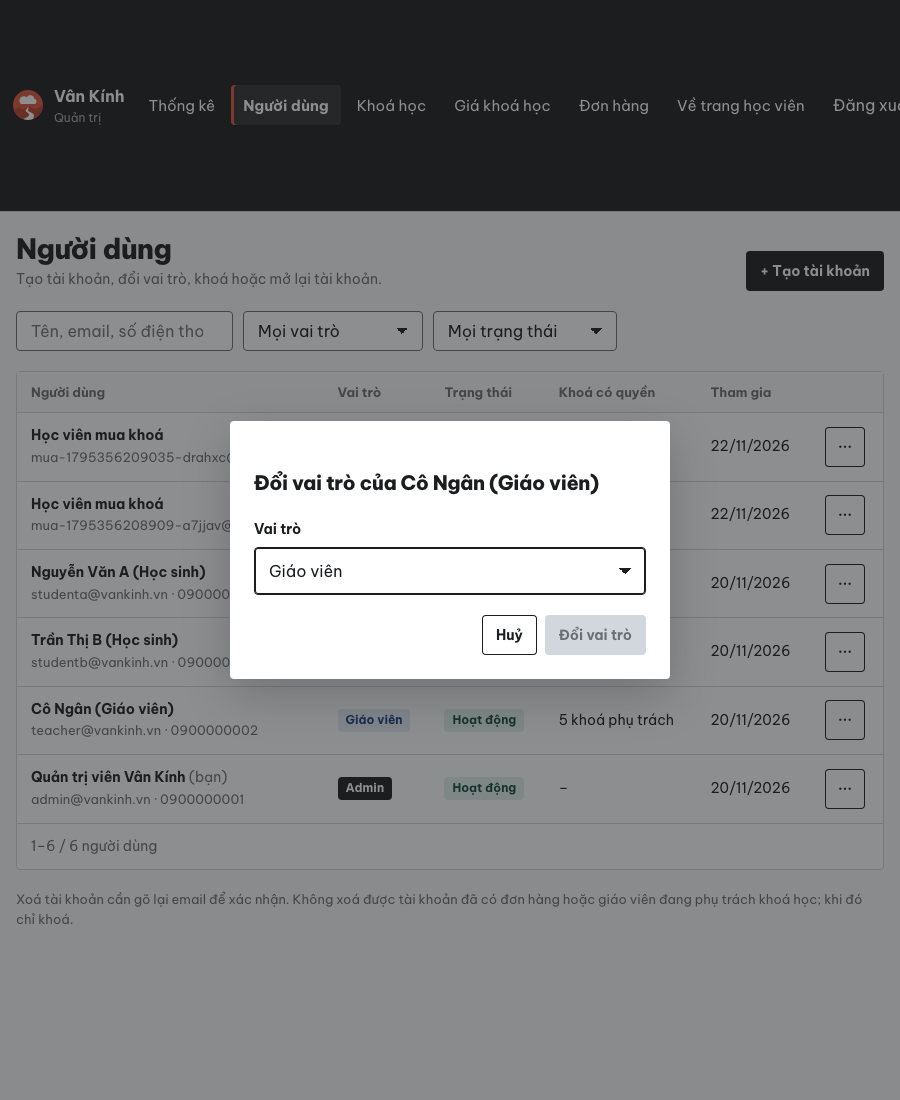 Vân Kính
Quản trị
Thống kê
Người dùng
Khoá học
Giá khoá học
Đơn hàng
Về trang học viên
Người dùng
Tạo tài khoản, đổi vai trò, khoá hoặc mở lại tài khoản.
+ Tạo tài khoản
Tên, email, số điện tho
Mọi vai trò
Mọi trạng thái
Người dùng
Vai trò
Trạng thái
Khoá có quyền
Tham gia
Học viên mua khoá
22/11/2026
...
Học viên mua khoá
22/11/2026
...
Nguyễn Văn A (Học sinh)
20/11/2026
...
Trần Thị B (Học sinh)
20/11/2026
...
Đổi vai trò của Cô Ngân (Giáo viên)
Vai trò
Giáo viên
Huỷ
Đổi vai trò
Cô Ngân (Giáo viên)
teacher@vankinh.vn · 0900000002
Giáo viên
Hoạt động
5 khoá phụ trách
20/11/2026
...
Quản trị viên Vân Kính (bạn)
admin@vankinh.vn · 0900000001
Admin
Hoạt động
–
20/11/2026
...
1–6 / 6 người dùng
Xoá tài khoản cần gõ lại email để xác nhận. Không xoá được tài khoản đã có đơn hàng hoặc giáo viên đang phụ trách khoá học; khi đó
chỉ khoá.